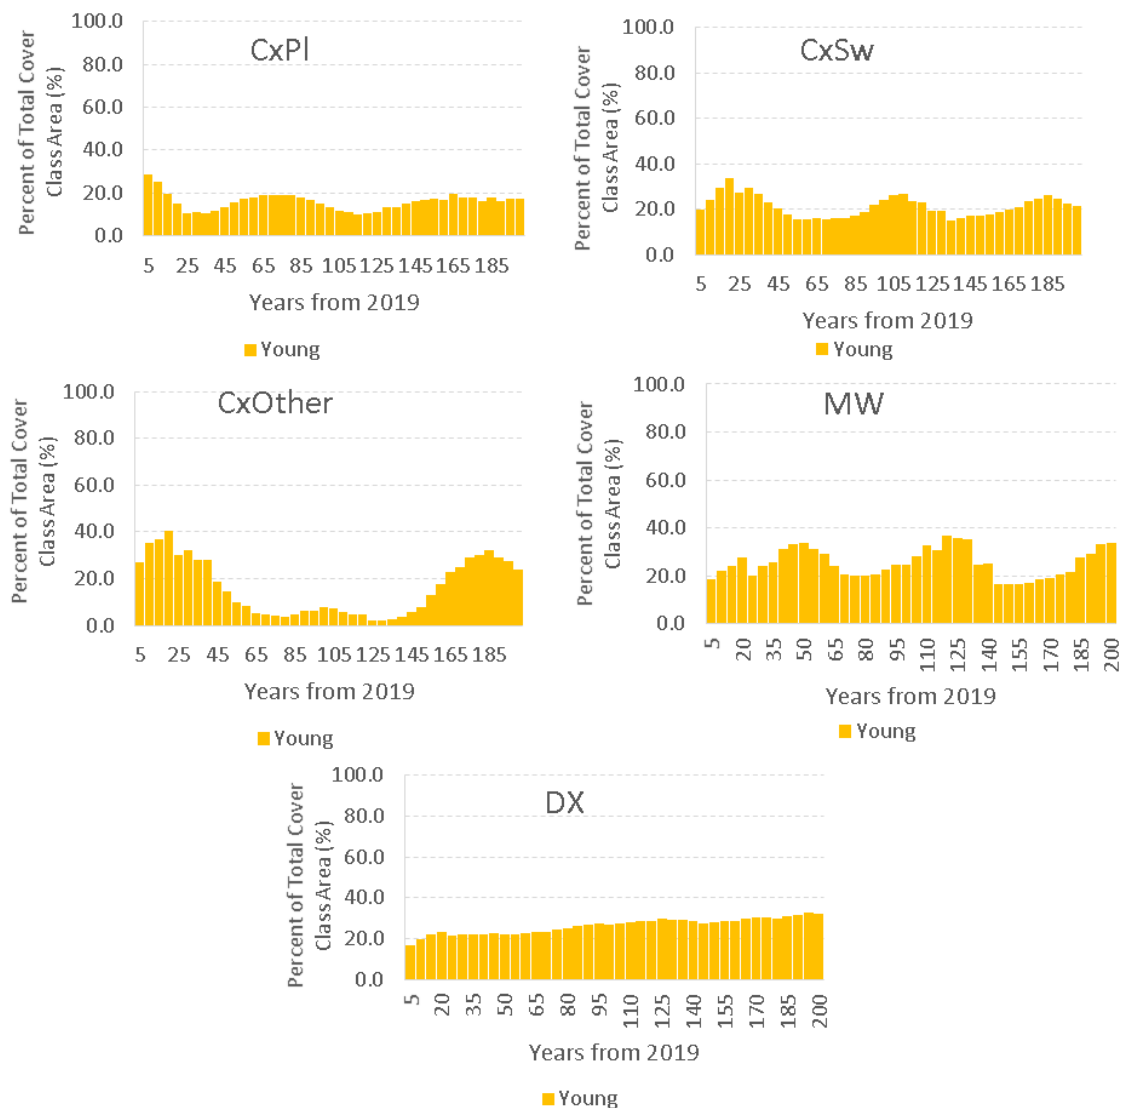 CxPl
Percent of Total Cover
Class Area (%)
100.0
80.0
60.0
40.0
20.0
0.0
5 25 45 65 85 105 125 145 165 185
Years from 2019
Young
CxSw
Percent of Total Cover
Class Area (%)
100.0
80.0
60.0
40.0
20.0
0.0
5 25 45 65 85 105 125 145 165 185
Years from 2019
Young
CxOther
Percent of Total Cover
Class Area (%)
100.0
80.0
60.0
40.0
20.0
0.0
5 25 45 65 85 105 125 145 165 185
Years from 2019
Young
MW
Percent of Total Cover
Class Area (%)
100.0
80.0
60.0
40.0
20.0
0.0
5 20 35 50 65 80 95 110 125 140 155 170 185 200
Years from 2019
Young
DX
Percent of Total Cover
Class Area (%)
100.0
80.0
60.0
40.0
20.0
0.0
5 20 35 50 65 80 95 110 125 140 155 170 185 200
Years from 2019
Young